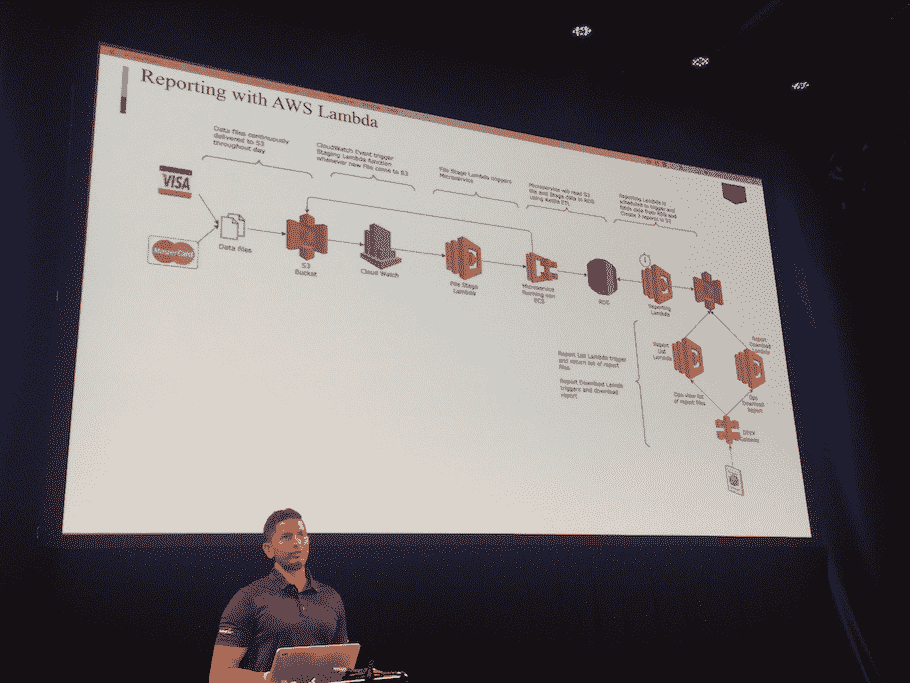 Reporting with AWS Lambda
Data files continuously
delivered to S3
throughout day
CloudWatch Event trigger
Staging Lambda function
whenever new File come to S3
File Stage Lambda triggers
Microservice
Microservice will read S3
file and Stage data in RDS
using Kettle ETL
Reporting Lambda is
scheduled to trigger and
fetch data from RDS and
Create 3 reports in S3
VISA
MasterCard
Data files
S3
Bucket
Cloud Watch
File Stage
Lambda
Microservice
Running on
ECS
RDS
Reporting
Lambda
Report List Lambda trigger
and return list of report
files
Report Download Lambda
triggers and download
report
Report
List
Lambda
Report
Download
Lambda
Ops view list
of report files
Ops
Download
Report
Gateway